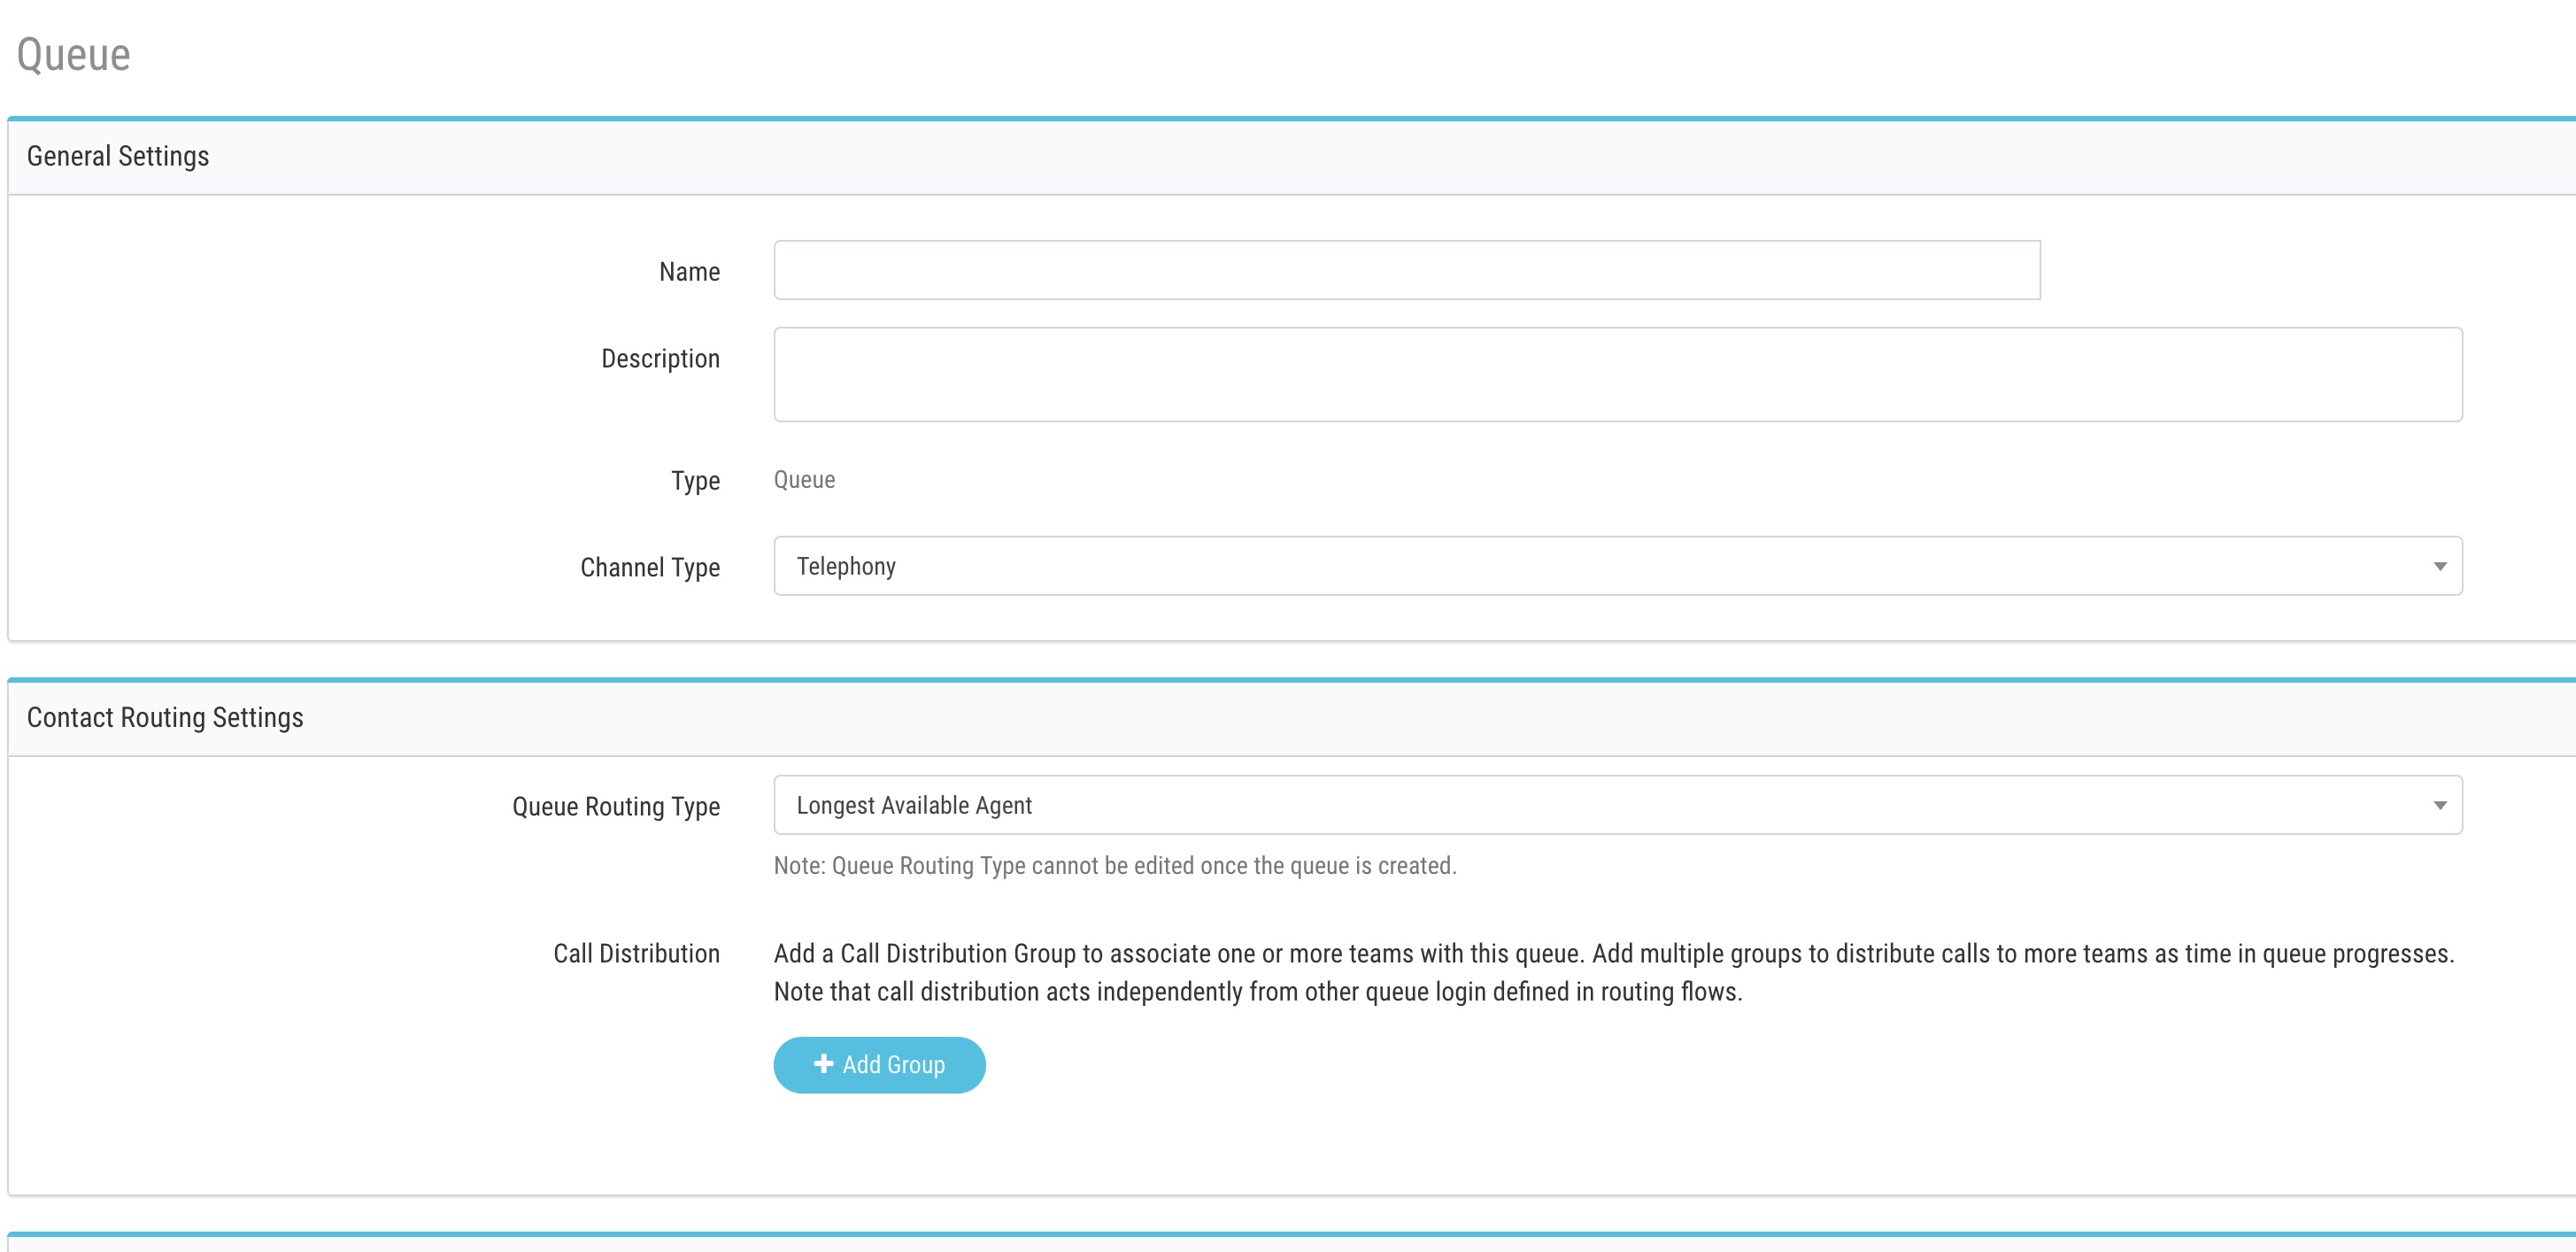 Queue
General Settings
Name
Description
Type Queue
Channel Type Telephony
Contact Routing Settings
Queue Routing Type Longest Available Agent
Note: Queue Routing Type cannot be edited once the queue is created.
Call Distribution Add a Call Distribution Group to associate one or more teams with this queue. Add multiple groups to distribute calls to more teams as time in queue progresses.
Note that call distribution acts independently from other queue login defined in routing flows.
Add Group